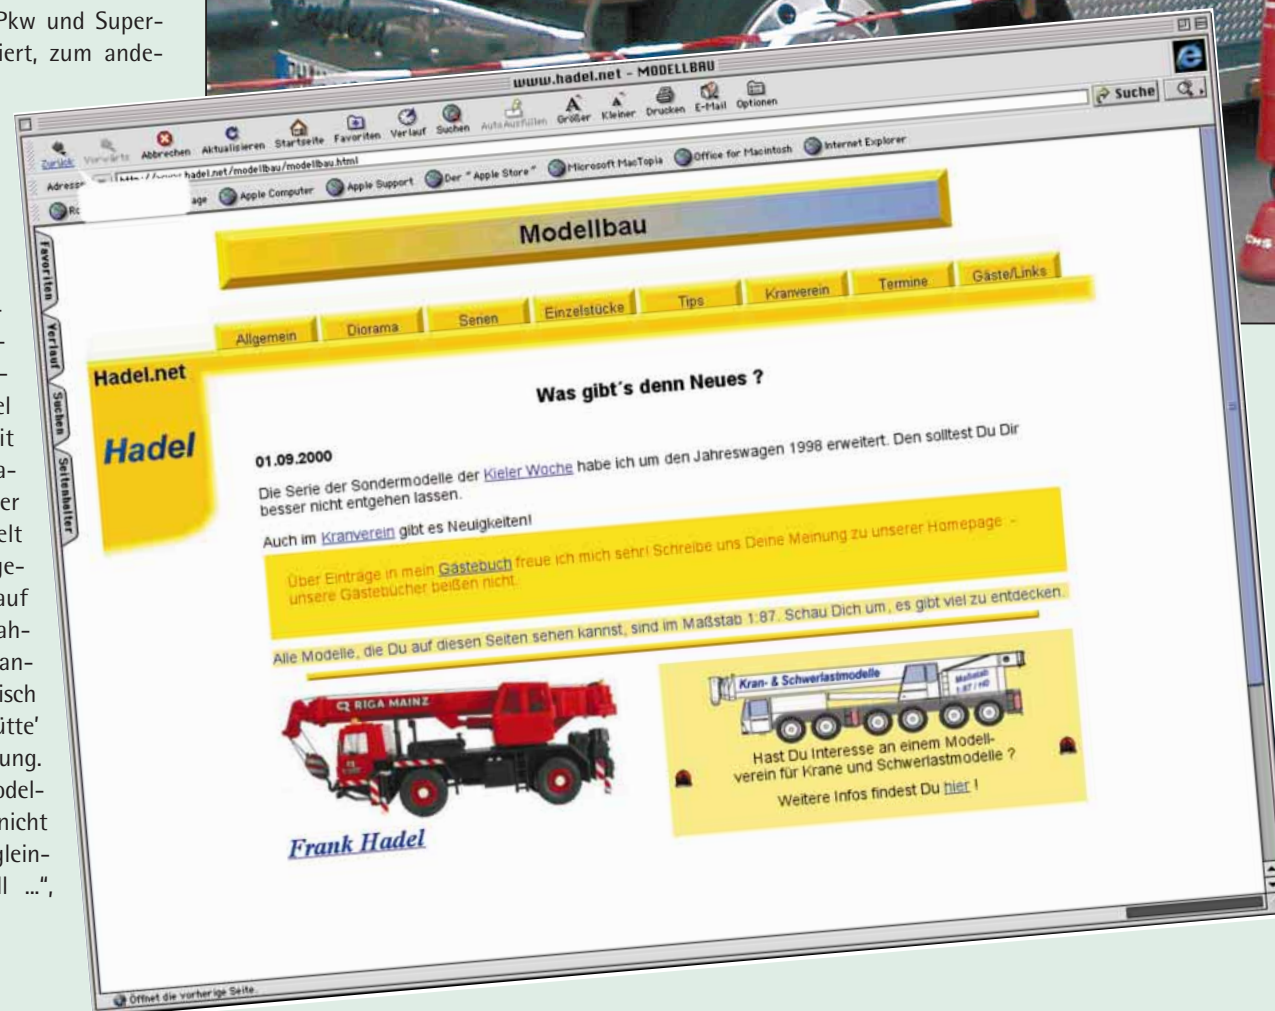 Pkw und Super-
iert, zum ande-
el
it
a-
er
elt
ge-
auf
ah-
an-
isch
ütte'
ung.
odel-
nicht
glein-
ll ...",
www.hadel.net - MODELLBAU
Zurück Vorwärts Abbrechen Aktualisieren Startseite Favoriten Verlauf Suchen AutoAusfüllen Größer Kleiner Drucken E-Mail Optionen
Suche
Adresse http://www.hadel.net/modellbau/modellbau.html
age Apple Computer Apple Support Der "Apple Store" Microsoft MacTopia Office for Macintosh Internet Explorer
Favoriten
Verlauf
Suchen
Seitenhalter
Modellbau
Allgemein Diorama Serien Einzelstücke Tips Kranverein Termine Gäste/Links
Hadel.net
Hadel
Was gibt´s denn Neues ?
01.09.2000
Die Serie der Sondermodelle der Kieler Woche habe ich um den Jahreswagen 1998 erweitert. Den solltest Du Dir
besser nicht entgehen lassen.
Auch im Kranverein gibt es Neuigkeiten!
Über Einträge in mein Gästebuch freue ich mich sehr! Schreibe uns Deine Meinung zu unserer Homepage -
unsere Gästebücher beißen nicht.
Alle Modelle, die Du auf diesen Seiten sehen kannst, sind im Maßstab 1:87. Schau Dich um, es gibt viel zu entdecken.
RIGA MAINZ
Frank Hadel
Kran- & Schwerlastmodelle
Maßstab
1:87 / H0
Hast Du Interesse an einem Modell-
verein für Krane und Schwerlastmodelle ?
Weitere Infos findest Du hier !
Öffnet die vorherige Seite.